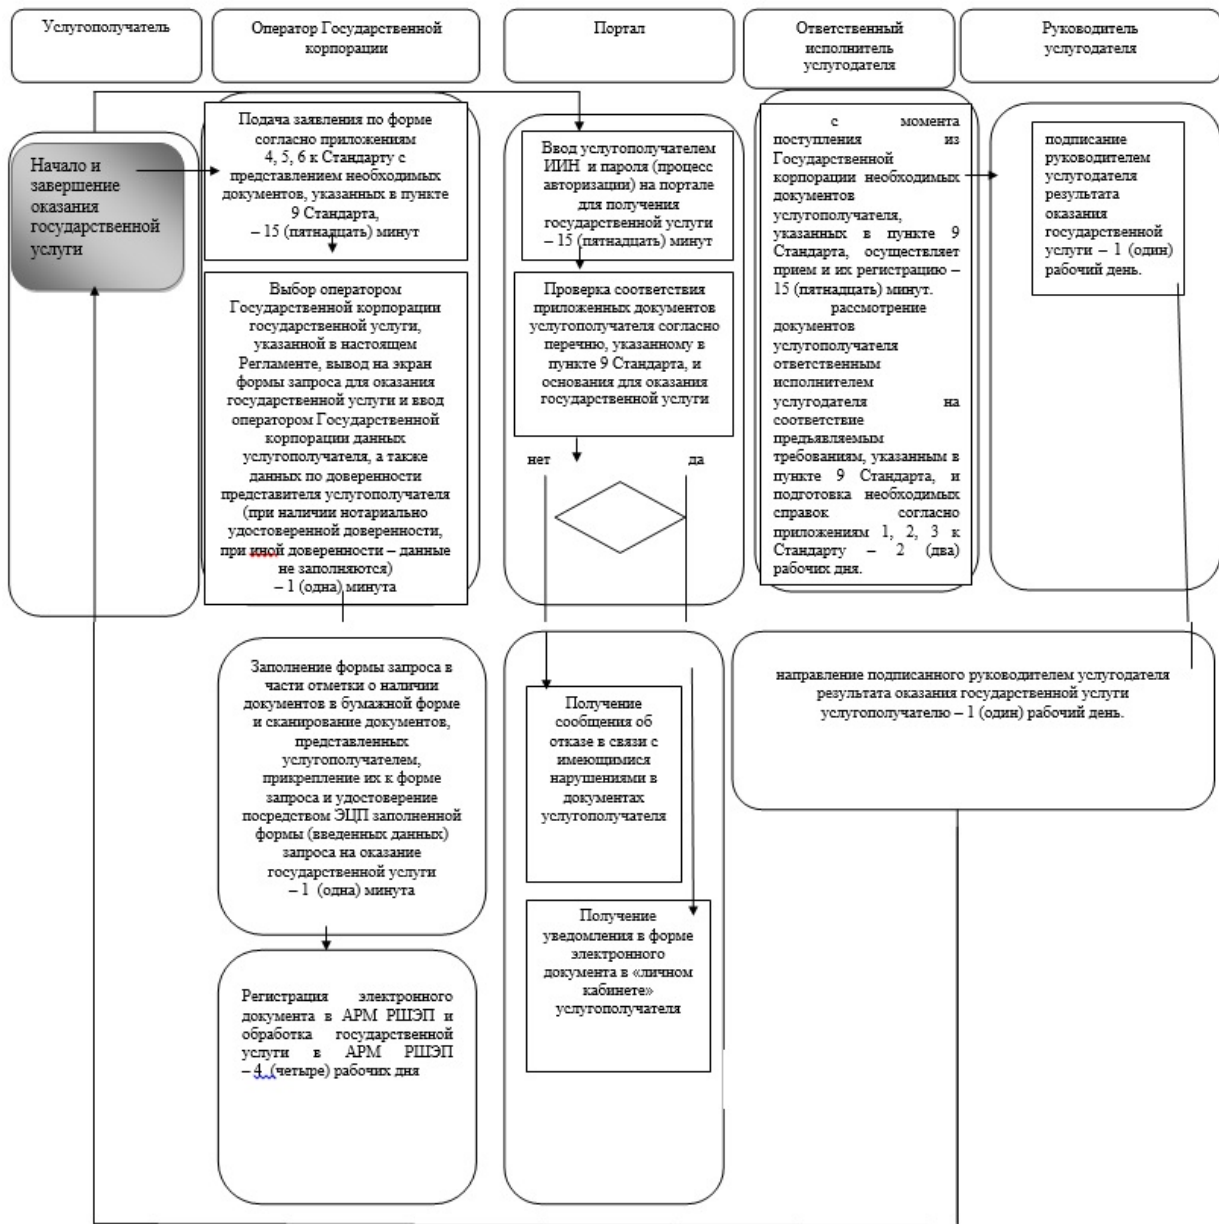 Услугополучатель
Оператор Государственной
корпорации
Портал
Ответственный
исполнитель
услугодателя
Руководитель
услугодателя
Начало и
завершение
оказания
государственной
услуги
Подача заявления по форме
согласно приложениям
4, 5, 6 к Стандарту с
представлением необходимых
документов, указанных в пункте
9 Стандарта,
– 15 (пятнадцать) минут
Выбор оператором
Государственной корпорации
государственной услуги,
указанной в настоящем
Регламенте, вывод на экран
формы запроса для оказания
государственной услуги и ввод
оператором Государственной
корпорации данных
услугополучателя, а также
данных по доверенности
представителя услугополучателя
(при наличии нотариально
удостоверенной доверенности,
при иной доверенности – данные
не заполняются)
– 1 (одна) минута
Заполнение формы запроса в
части отметки о наличии
документов в бумажной форме
и сканирование документов,
представленных
услугополучателем,
прикрепление их к форме
запроса и удостоверение
посредством ЭЦП заполненной
формы (введенных данных)
запроса на оказание
государственной услуги
– 1 (одна) минута
Регистрация электронного
документа в АРМ РШЭП и
обработка государственной
услуги в АРМ РШЭП
– 4 (четыре) рабочих дня
Ввод услугополучателем
ИИН и пароля (процесс
авторизации) на портале
для получения
государственной услуги
– 15 (пятнадцать) минут
Проверка соответствия
приложенных документов
услугополучателя согласно
перечню, указанному в
пункте 9 Стандарта, и
основания для оказания
государственной услуги
нет
да
Получение
сообщения об
отказе в связи с
имеющимися
нарушениями в
документах
услугополучателя
Получение
уведомления в форме
электронного
документа в «личном
кабинете»
услугополучателя
с момента
поступления из
Государственной
корпорации необходимых
документов
услугополучателя,
указанных в пункте 9
Стандарта, осуществляет
прием и их регистрацию –
15 (пятнадцать) минут.
рассмотрение
документов
услугополучателя
ответственным
исполнителем
услугодателя на
соответствие
предъявляемым
требованиям, указанным в
пункте 9 Стандарта, и
подготовка необходимых
справок согласно
приложениям 1, 2, 3 к
Стандарту – 2 (два)
рабочих дня.
подписание
руководителем
услугодателя
результата
оказания
государственной
услуги – 1 (один)
рабочий день.
направление подписанного руководителем услугодателя
результата оказания государственной услуги
услугополучателю – 1 (один) рабочий день.